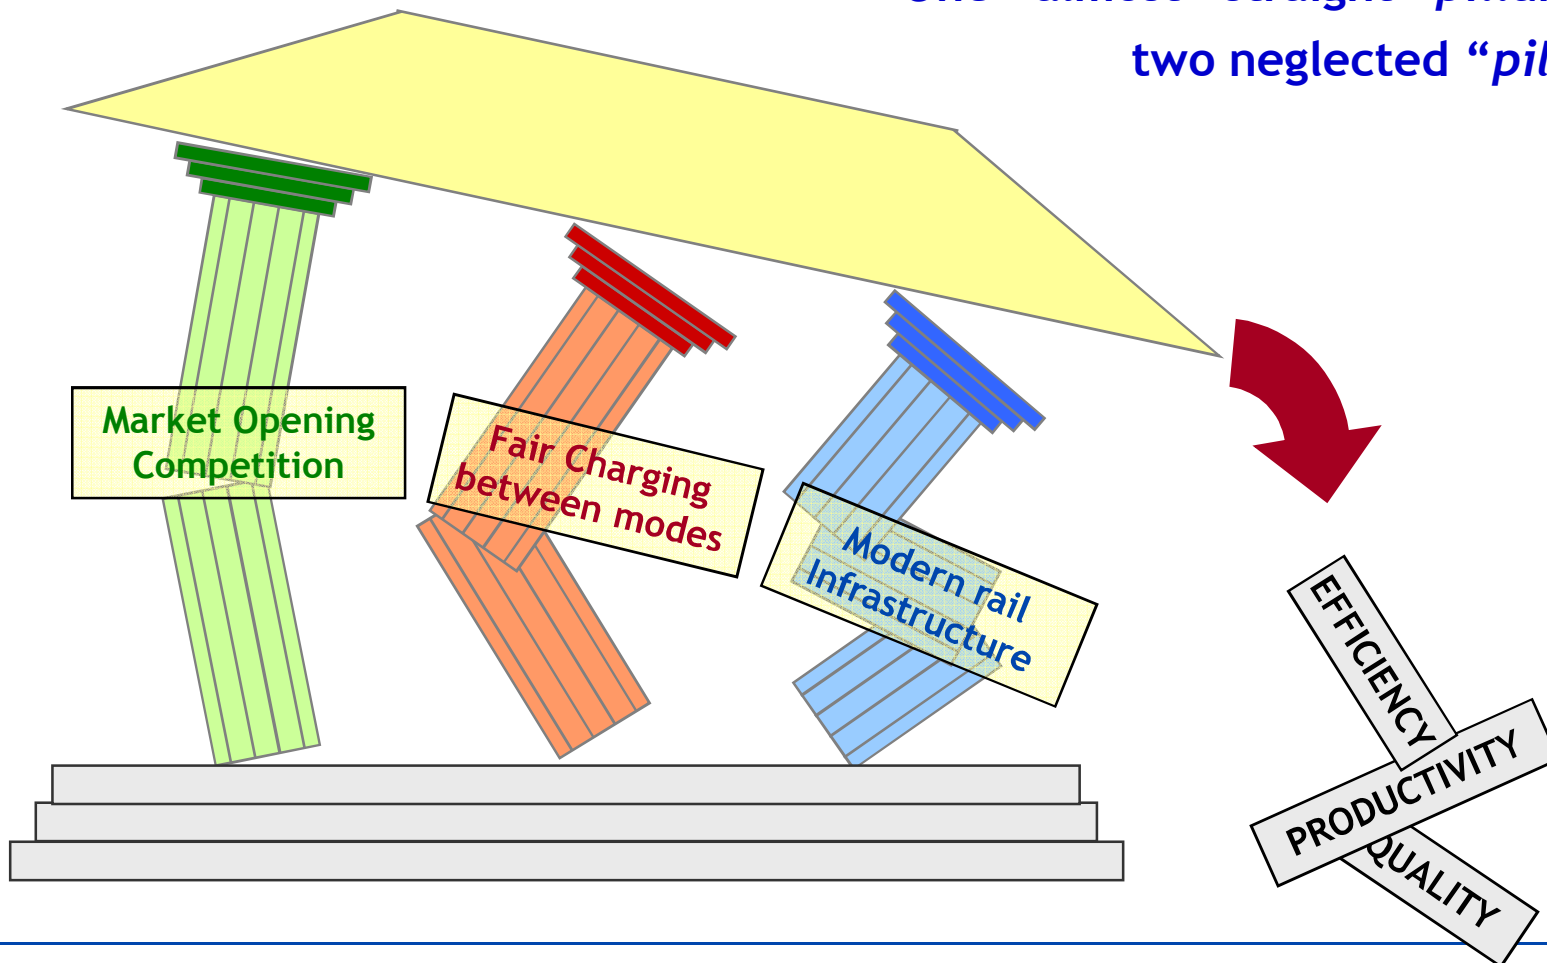 two neglected “pil
Market Opening
Competition
Fair Charging
between modes
Modern rail
Infrastructure
EFFICIENCY
PRODUCTIVITY
QUALITY